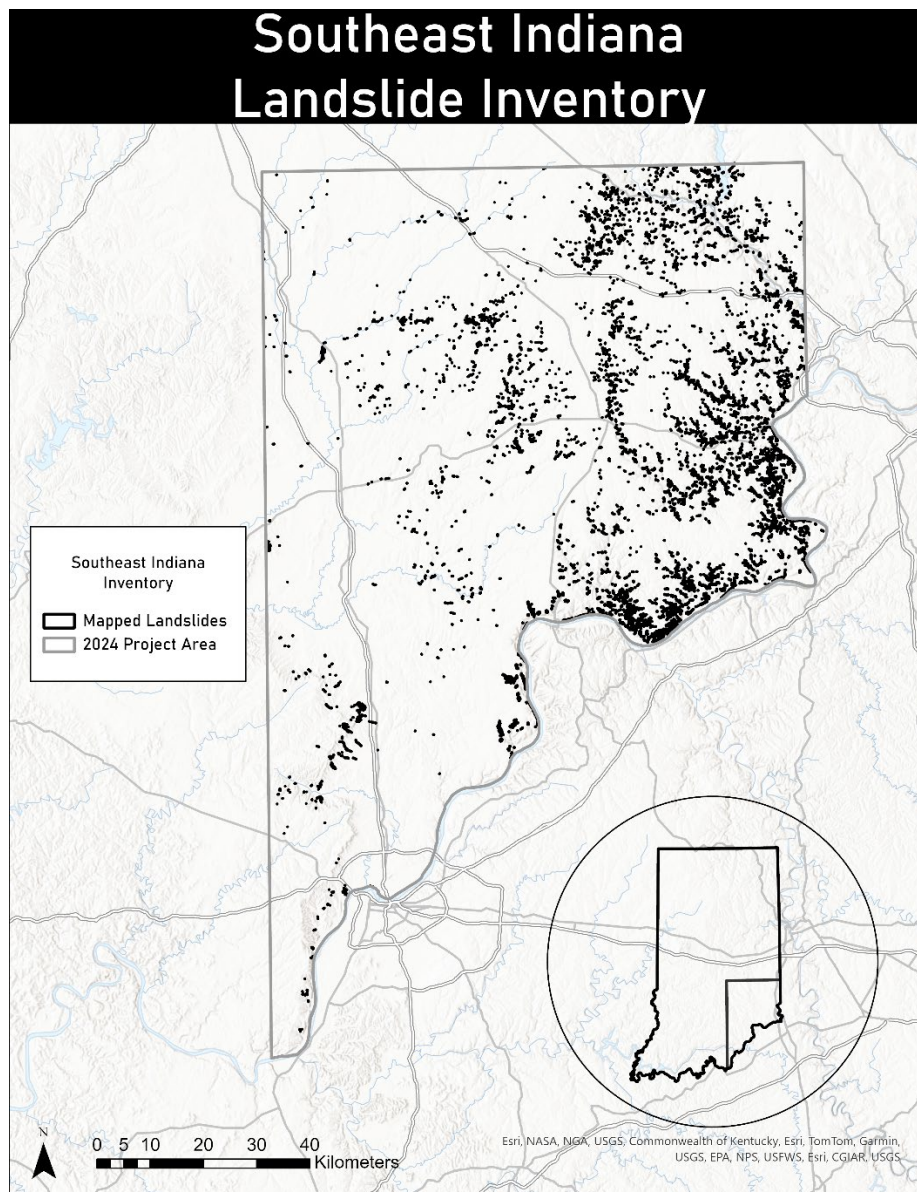 Southeast Indiana
Landslide Inventory
Southeast Indiana
Inventory
Mapped Landslides
2024 Project Area
N
0 5 10 20 30 40
Kilometers
Esri, NASA, NGA, USGS, Commonwealth of Kentucky, Esri, TomTom, Garmin,
USGS, EPA, NPS, USFWS, Esri, CGIAR, USGS